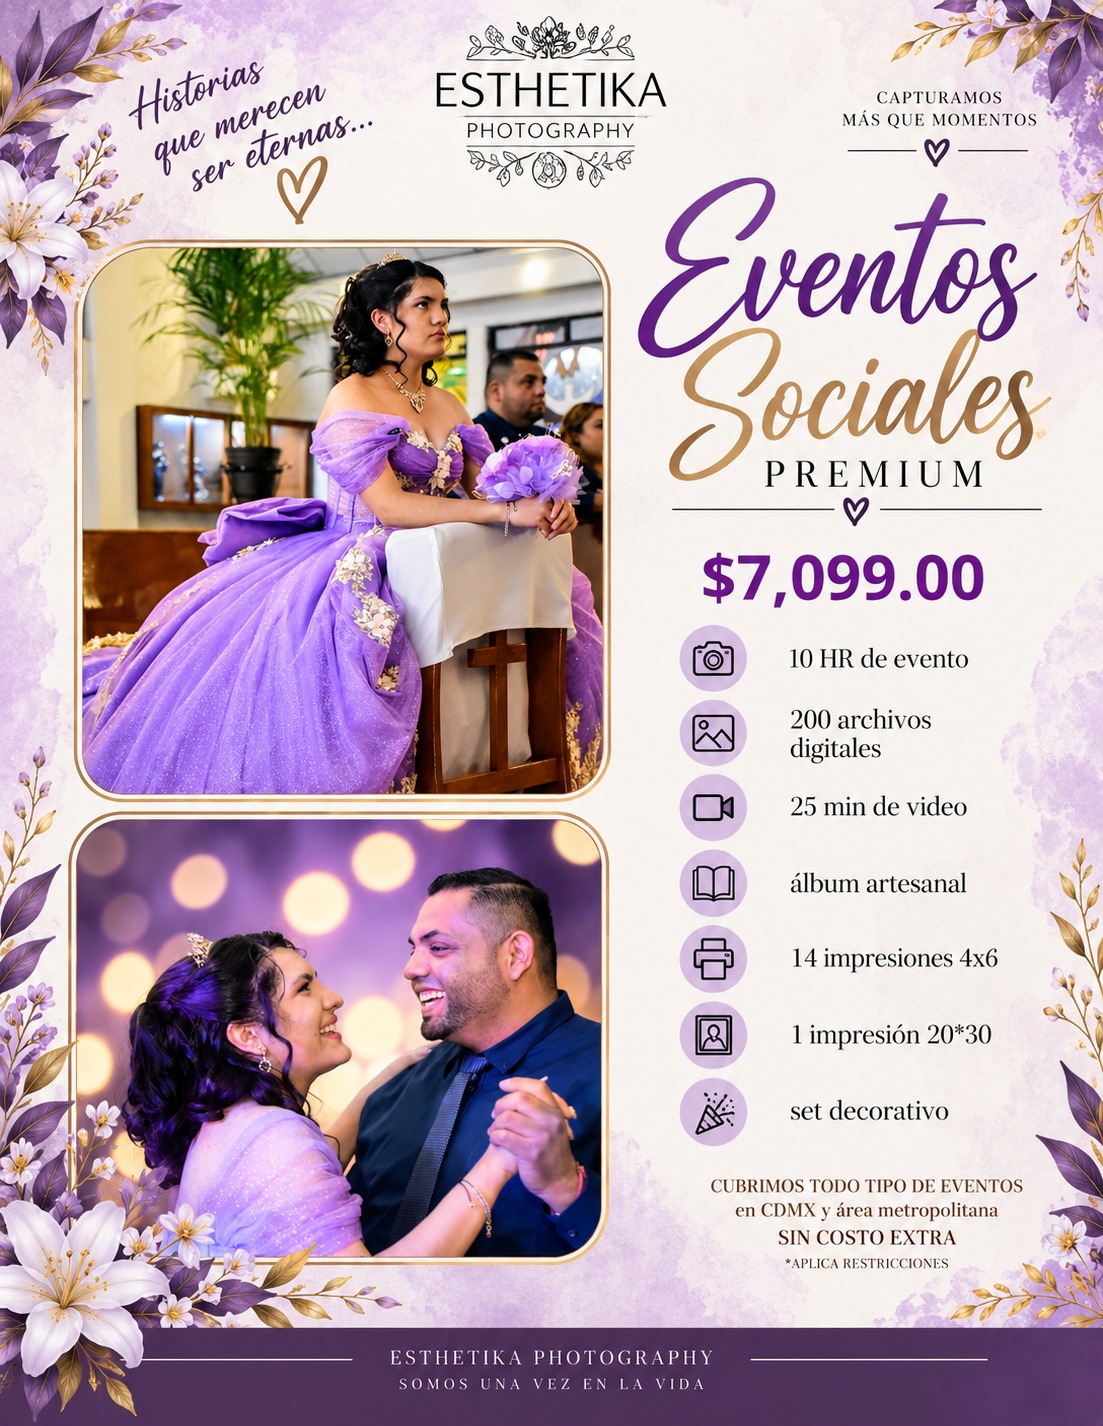 Historias
que merecen
ser eternas...
ESTHETIKA
PHOTOGRAPHY
CAPTURAMOS
MÁS QUE MOMENTOS
Eventos
Sociales
PREMIUM
$7,099.00
10 HR de evento
200 archivos
digitales
25 min de video
álbum artesanal
14 impresiones 4x6
1 impresión 20*30
set decorativo
CUBRIMOS TODO TIPO DE EVENTOS
en CDMX y área metropolitana
SIN COSTO EXTRA
*APLICA RESTRICCIONES
ESTHETIKA PHOTOGRAPHY
SOMOS UNA VEZ EN LA VIDA